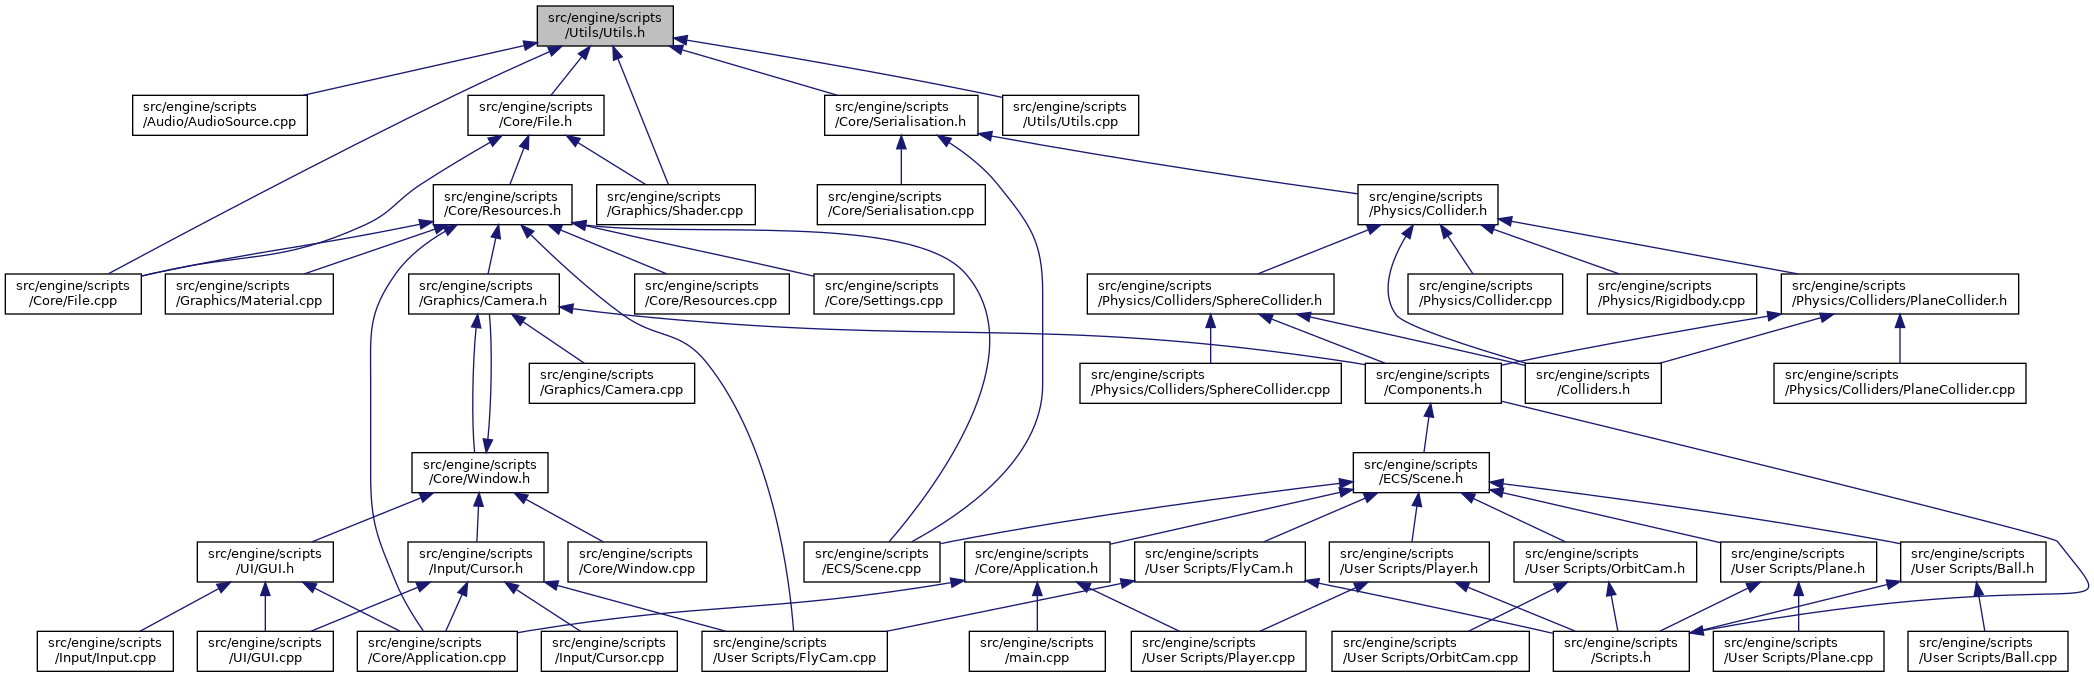 src/engine/scripts
/Utils/Utils.h
src/engine/scripts
/Audio/AudioSource.cpp
src/engine/scripts
/Core/File.h
src/engine/scripts
/Core/Serialisation.h
src/engine/scripts
/Utils/Utils.cpp
src/engine/scripts
/Core/Resources.h
src/engine/scripts
/Graphics/Shader.cpp
src/engine/scripts
/Core/Serialisation.cpp
src/engine/scripts
/Physics/Collider.h
src/engine/scripts
/Core/File.cpp
src/engine/scripts
/Graphics/Material.cpp
src/engine/scripts
/Graphics/Camera.h
src/engine/scripts
/Core/Resources.cpp
src/engine/scripts
/Core/Settings.cpp
src/engine/scripts
/Physics/Colliders/SphereCollider.h
src/engine/scripts
/Physics/Collider.cpp
src/engine/scripts
/Physics/Rigidbody.cpp
src/engine/scripts
/Physics/Colliders/PlaneCollider.h
src/engine/scripts
/Graphics/Camera.cpp
src/engine/scripts
/Physics/Colliders/SphereCollider.cpp
src/engine/scripts
/Components.h
src/engine/scripts
/Colliders.h
src/engine/scripts
/Physics/Colliders/PlaneCollider.cpp
src/engine/scripts
/Core/Window.h
src/engine/scripts
/ECS/Scene.h
src/engine/scripts
/UI/GUI.h
src/engine/scripts
/Input/Cursor.h
src/engine/scripts
/Core/Window.cpp
src/engine/scripts
/ECS/Scene.cpp
src/engine/scripts
/Core/Application.h
src/engine/scripts
/User Scripts/FlyCam.h
src/engine/scripts
/User Scripts/Player.h
src/engine/scripts
/User Scripts/OrbitCam.h
src/engine/scripts
/User Scripts/Plane.h
src/engine/scripts
/User Scripts/Ball.h
src/engine/scripts
/Input/Input.cpp
src/engine/scripts
/UI/GUI.cpp
src/engine/scripts
/Core/Application.cpp
src/engine/scripts
/Input/Cursor.cpp
src/engine/scripts
/User Scripts/FlyCam.cpp
src/engine/scripts
/main.cpp
src/engine/scripts
/User Scripts/Player.cpp
src/engine/scripts
/User Scripts/OrbitCam.cpp
src/engine/scripts
/Scripts.h
src/engine/scripts
/User Scripts/Plane.cpp
src/engine/scripts
/User Scripts/Ball.cpp